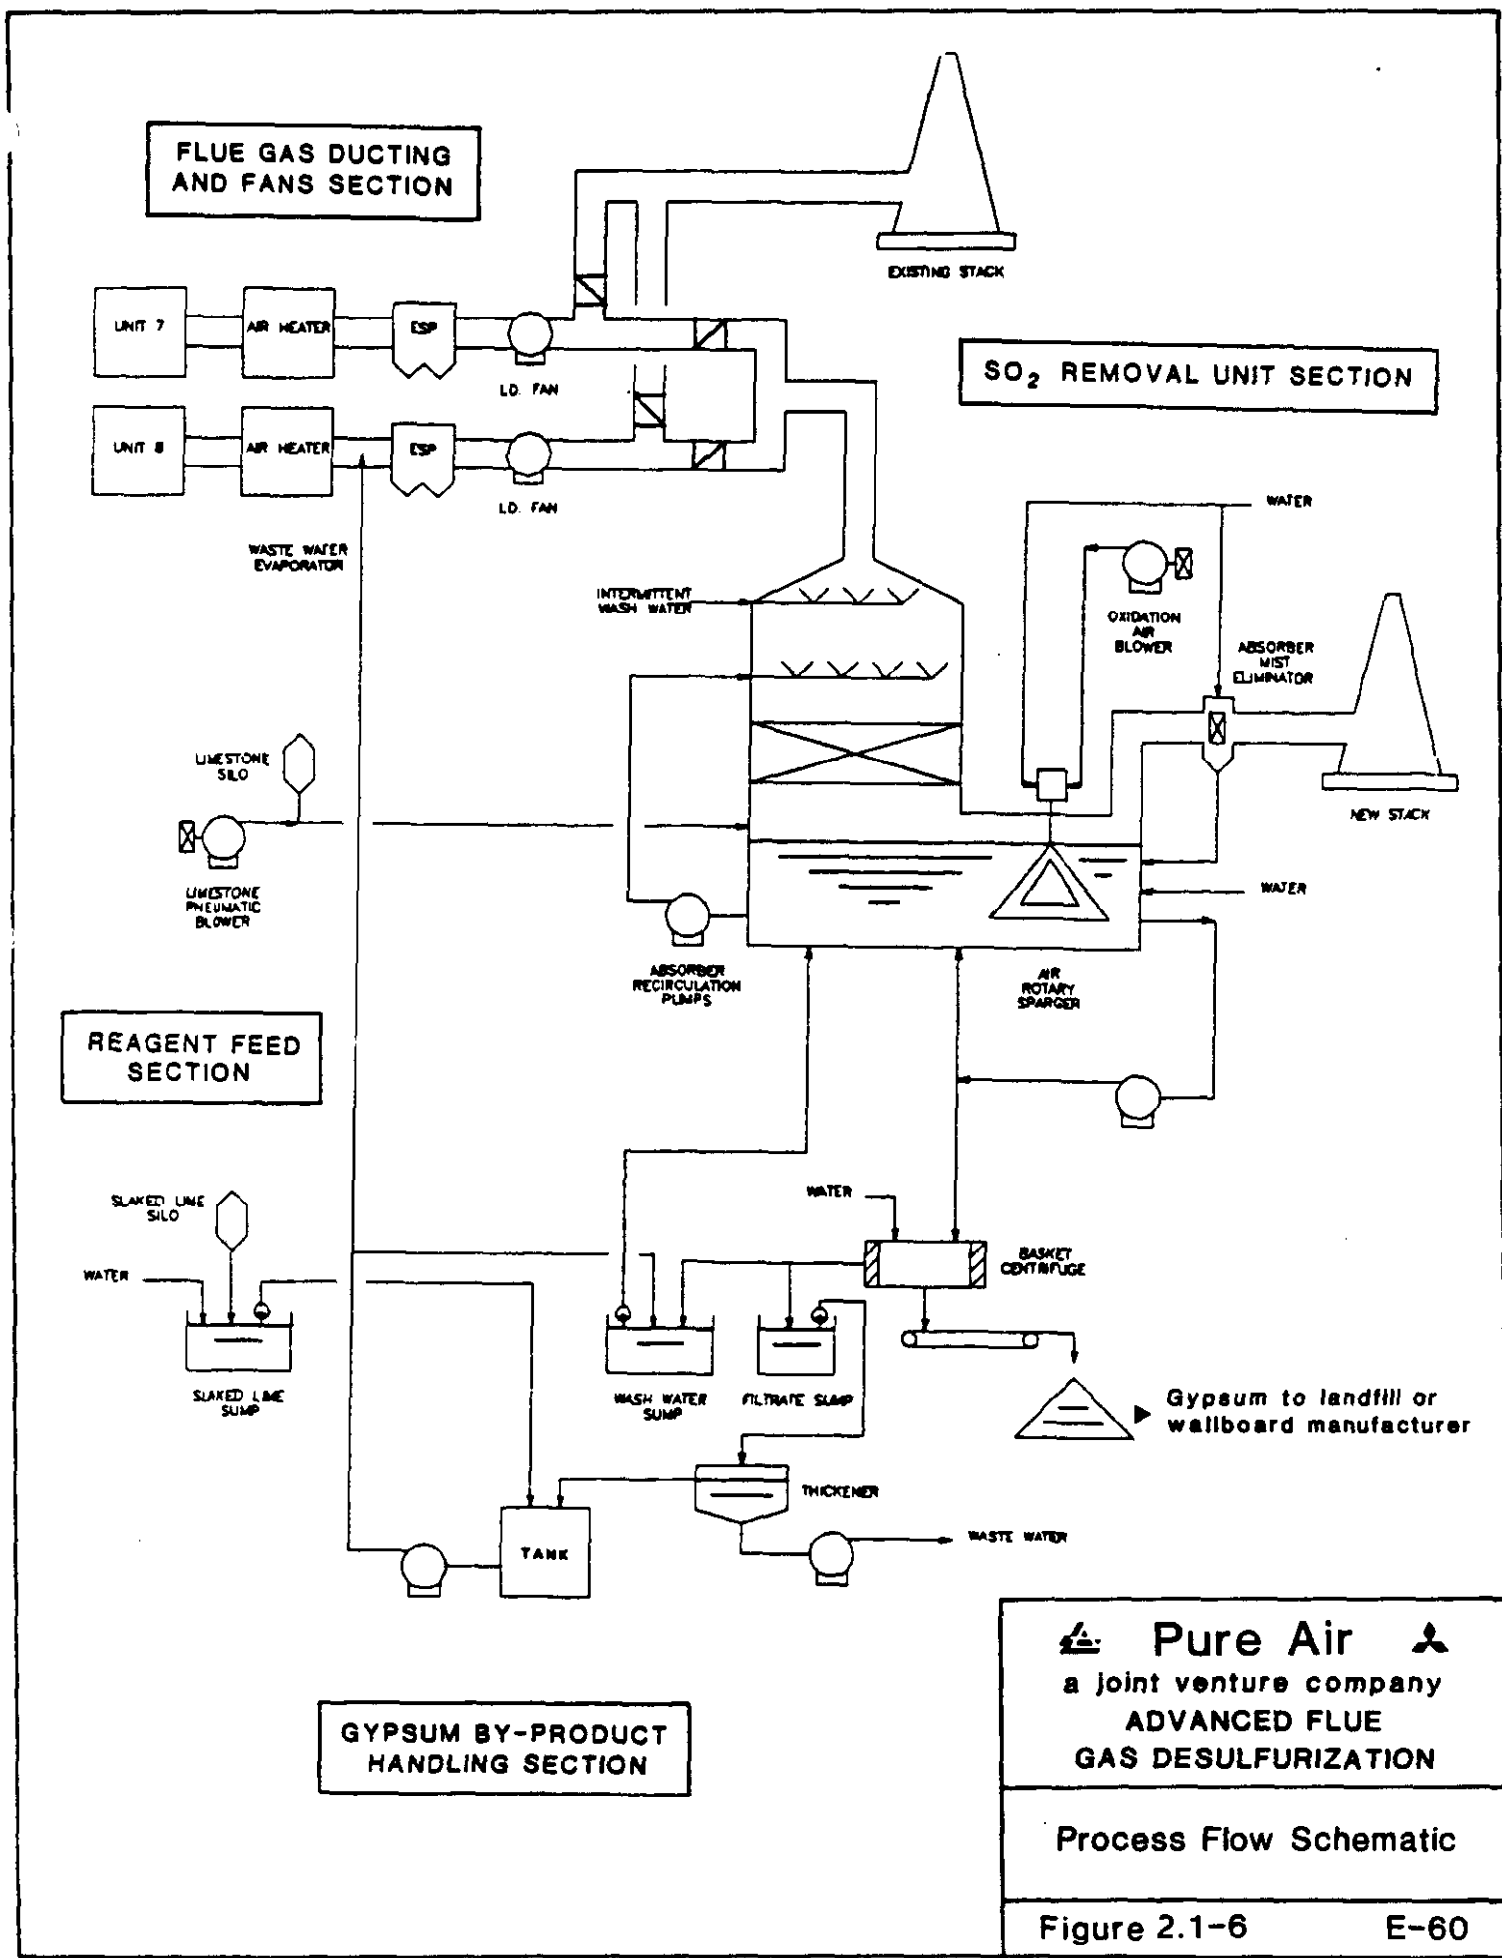 FLUE GAS DUCTING
AND FANS SECTION
EXISTING STACK
UNIT 7
AIR HEATER
ESP
I.D. FAN
SO₂ REMOVAL UNIT SECTION
UNIT 8
AIR HEATER
ESP
I.D. FAN
WATER
WASTE WATER
EVAPORATOR
INTERMITTENT
WASH WATER
OXIDATION
AIR
BLOWER
ABSORBER
MIST
ELIMINATOR
LIMESTONE
SILO
NEW STACK
LIMESTONE
PNEUMATIC
BLOWER
WATER
ABSORBER
RECIRCULATION
PUMPS
AIR
ROTARY
SPARGER
REAGENT FEED
SECTION
SLAKED LIME
SILO
WATER
WATER
BASKET
CENTRIFUGE
SLAKED LIME
SUMP
WASH WATER
SUMP
FILTRATE SUMP
Gypsum to landfill or
wallboard manufacturer
THICKENER
TANK
WASTE WATER
GYPSUM BY-PRODUCT
HANDLING SECTION
Pure Air
a joint venture company
ADVANCED FLUE
GAS DESULFURIZATION
Process Flow Schematic
Figure 2.1-6 E-60